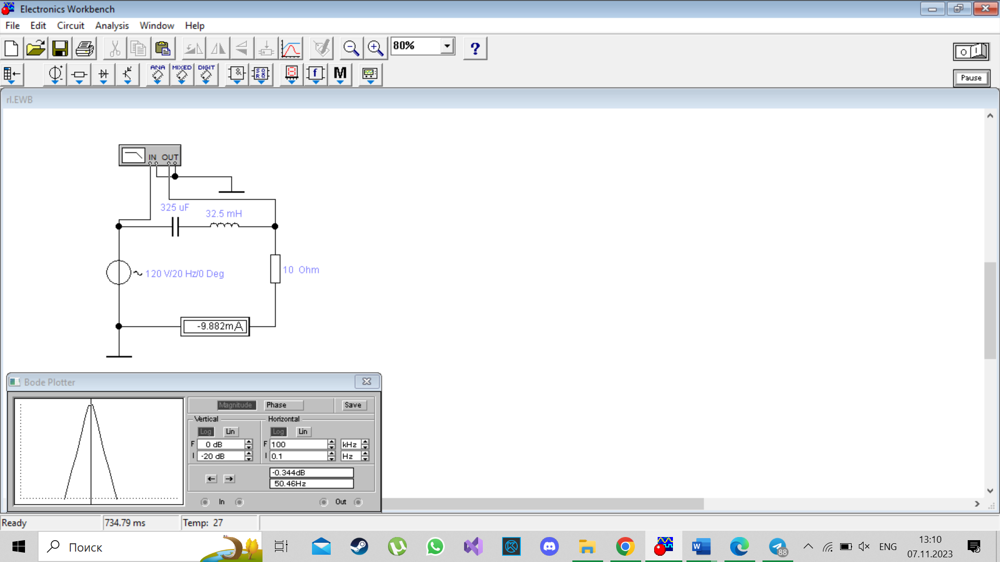 Electronics Workbench
File Edit Circuit Analysis Window Help
80%
?
ANA MIXED DIGIT
f M
Pause
rl.EWB
IN OUT
325 uF
32.5 mH
120 V/20 Hz/0 Deg
10 Ohm
-9.882mA
Bode Plotter
Magnitude Phase Save
Vertical Horizontal
Log Lin Log Lin
F 0 dB F 100 kHz
I -20 dB I 0.1 Hz
-0.344dB
50.46Hz
In Out
Ready 734.79 ms Temp: 27
Поиск
88
ENG
13:10
07.11.2023